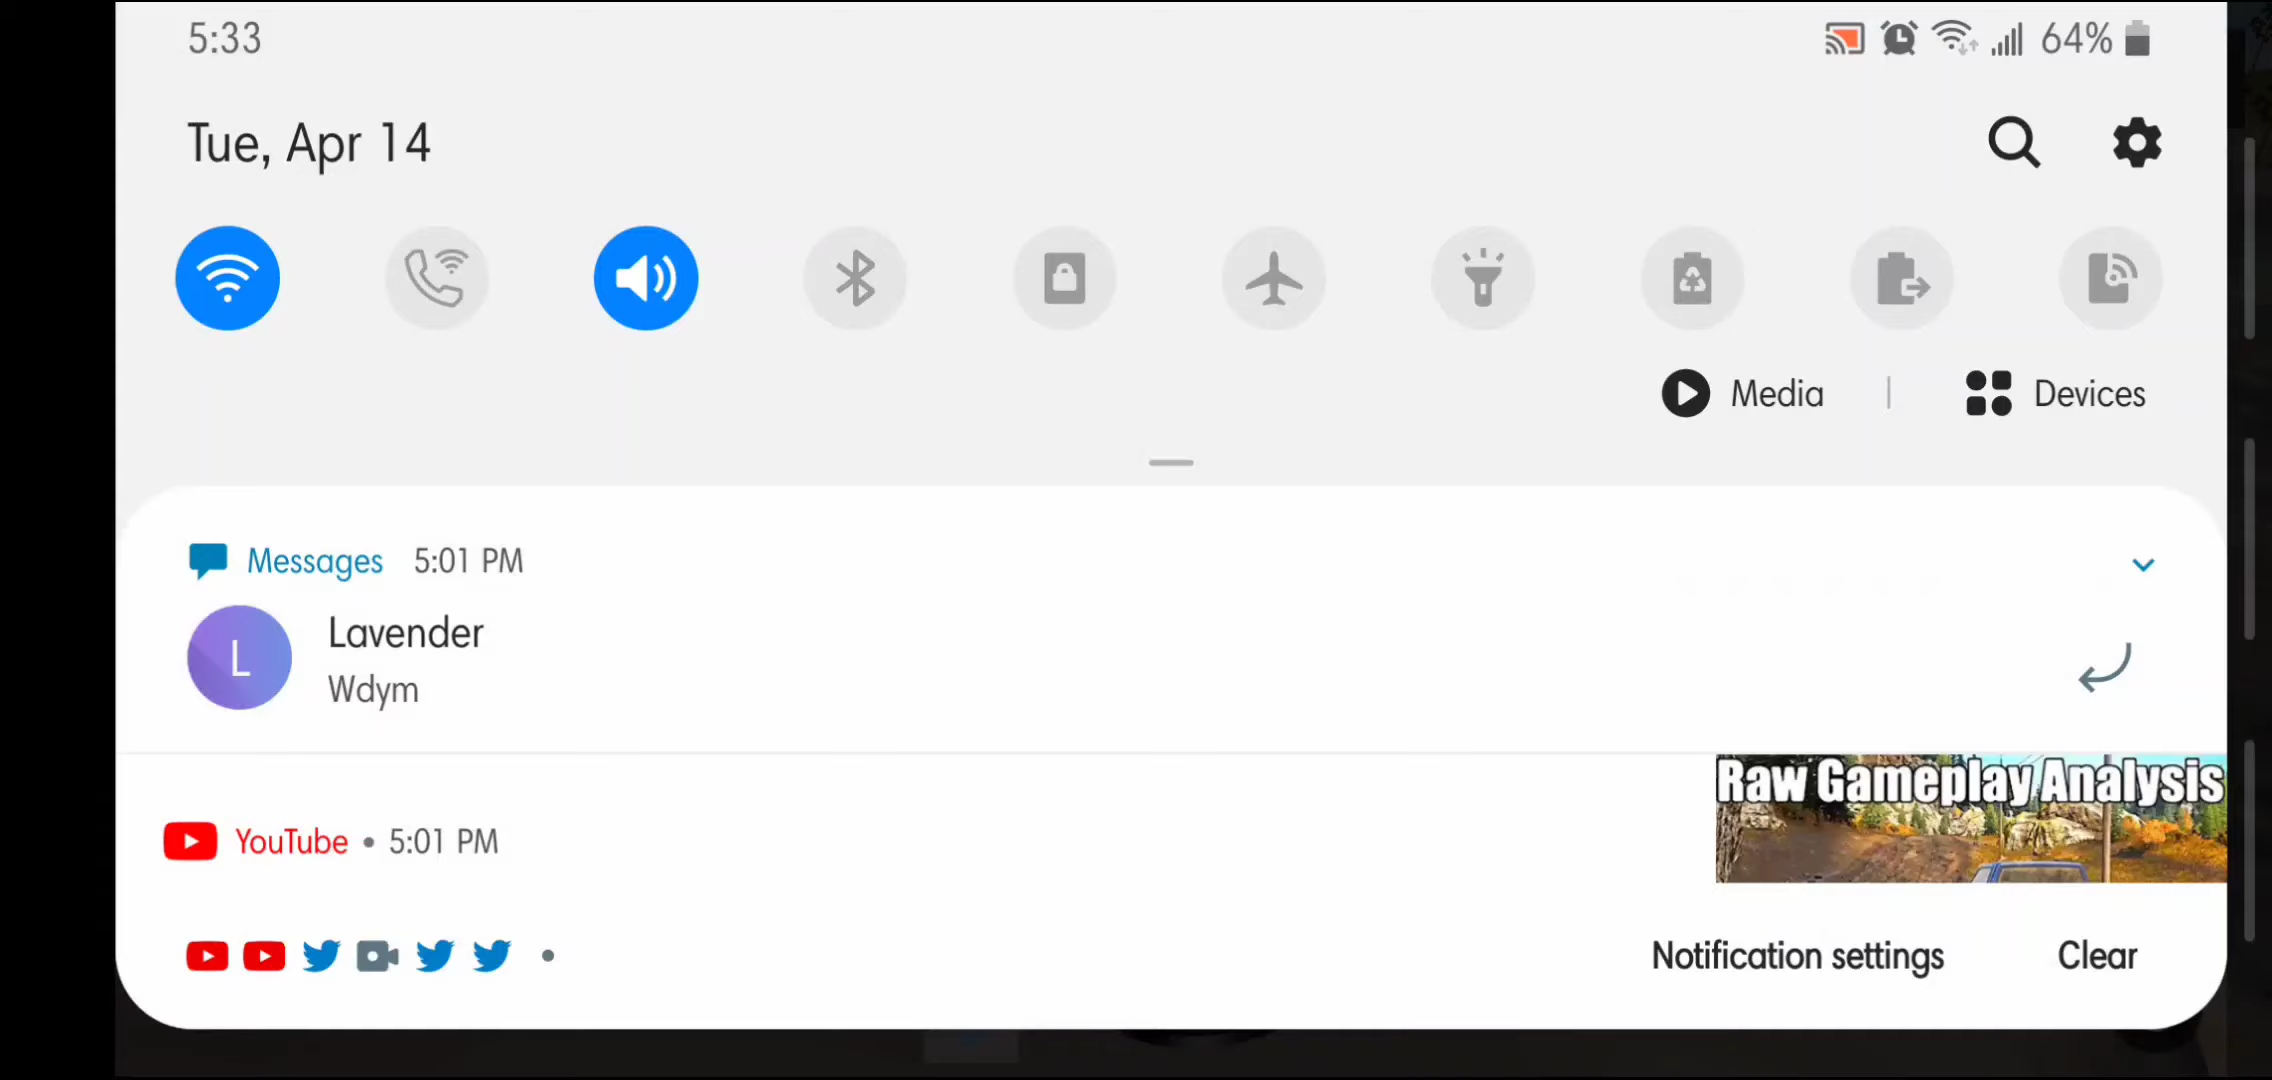 5:33
64%
Tue, Apr 14
Media | Devices
Messages 5:01 PM
L
Lavender
Wdym
Raw Gameplay Analysis
YouTube • 5:01 PM
Notification settings Clear